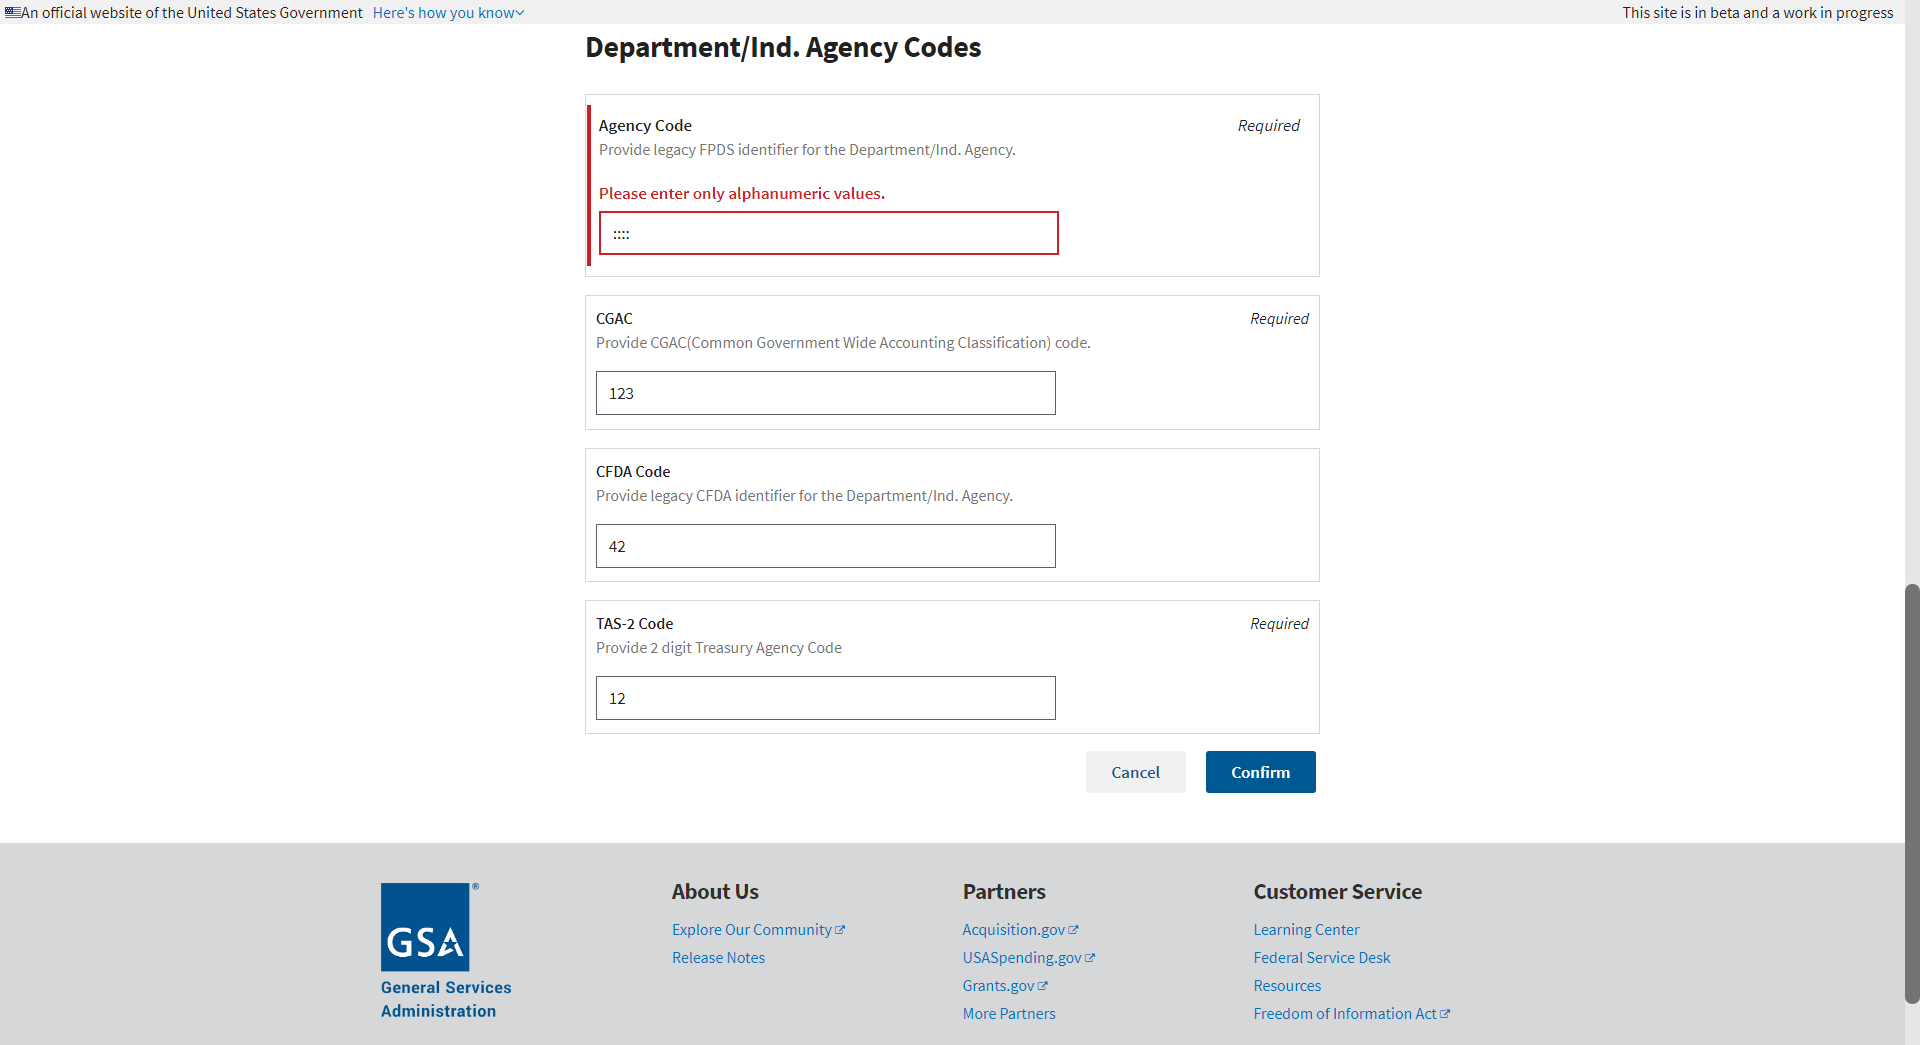 An official website of the United States Government Here's how you know This site is in beta and a work in progress
Department/Ind. Agency Codes
Agency Code Required
Provide legacy FPDS identifier for the Department/Ind. Agency.
Please enter only alphanumeric values.
::::
CGAC Required
Provide CGAC(Common Government Wide Accounting Classification) code.
123
CFDA Code
Provide legacy CFDA identifier for the Department/Ind. Agency.
42
TAS-2 Code Required
Provide 2 digit Treasury Agency Code
12
Cancel Confirm
GSA®
General Services
Administration
About Us
Explore Our Community
Release Notes
Partners
Acquisition.gov
USASpending.gov
Grants.gov
More Partners
Customer Service
Learning Center
Federal Service Desk
Resources
Freedom of Information Act